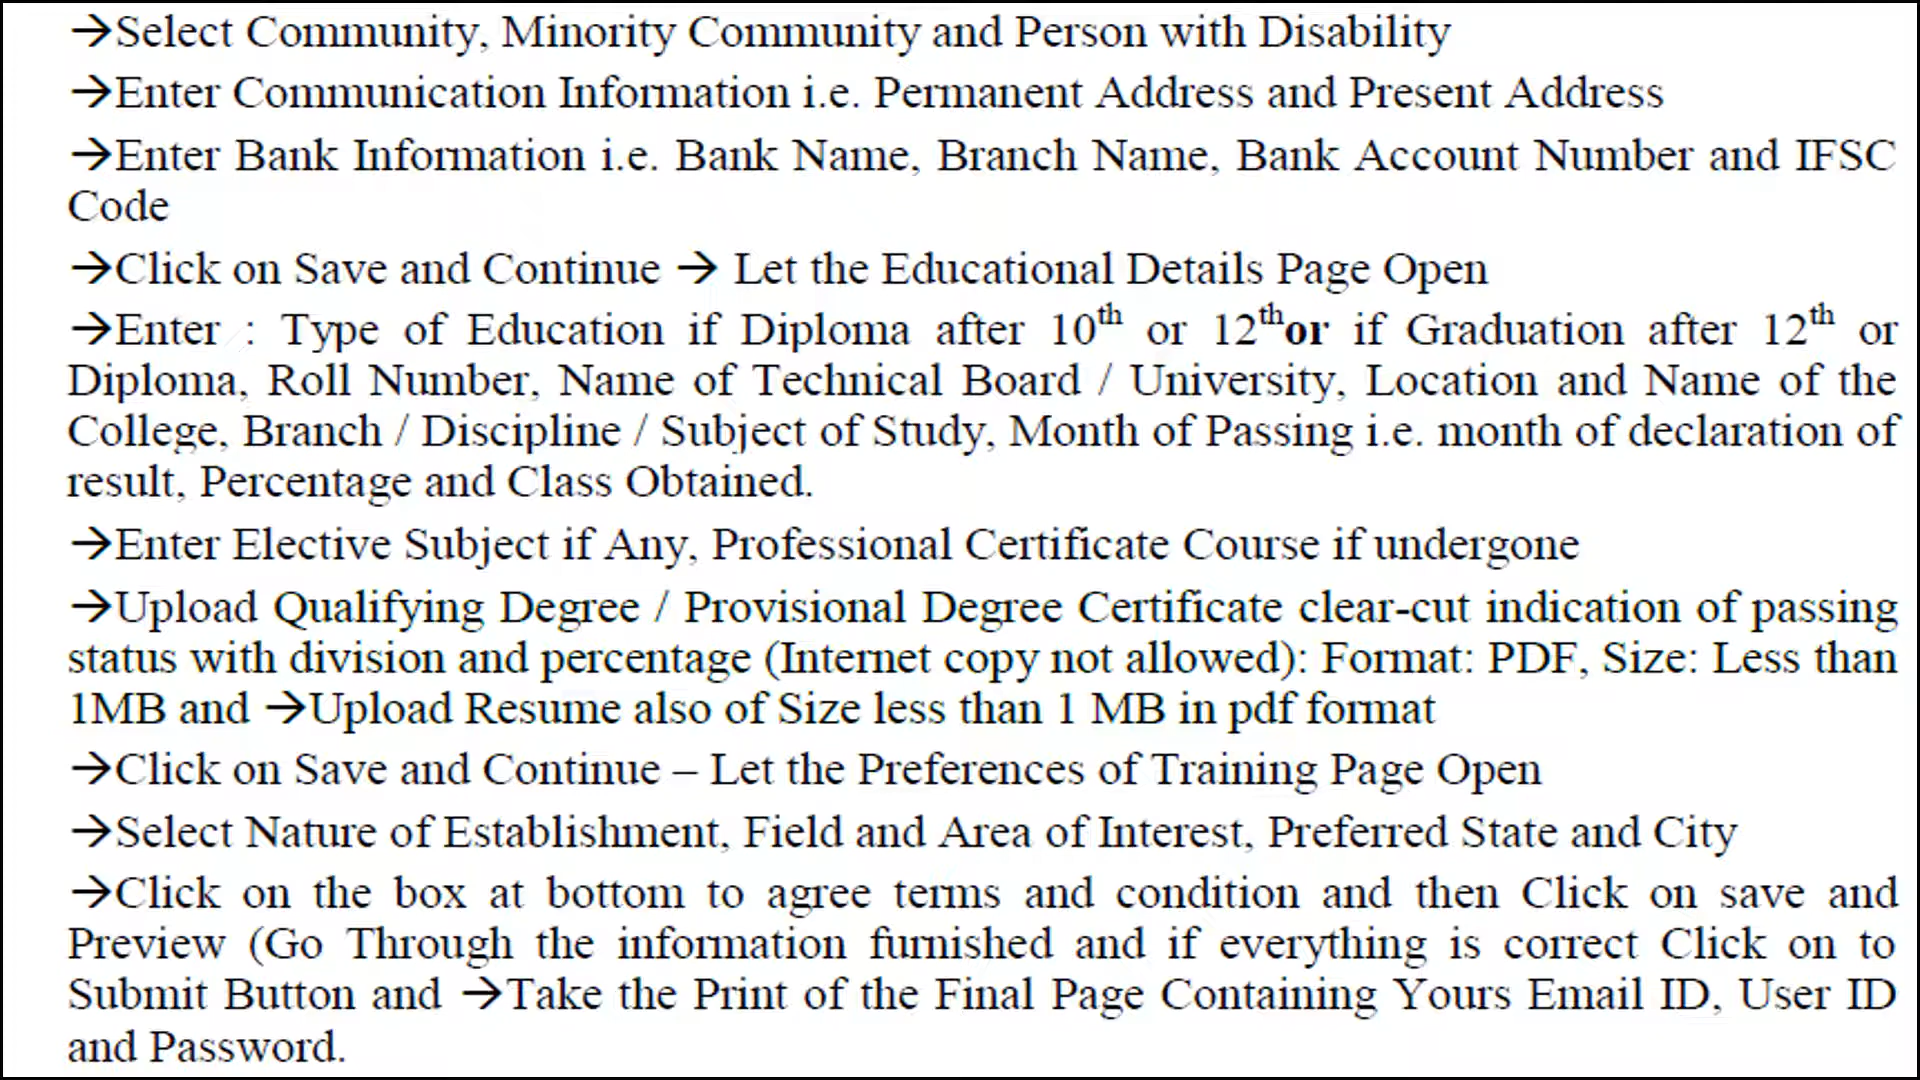 →Select Community, Minority Community and Person with Disability
→Enter Communication Information i.e. Permanent Address and Present Address
→Enter Bank Information i.e. Bank Name, Branch Name, Bank Account Number and IFSC
Code
→Click on Save and Continue → Let the Educational Details Page Open
→Enter : Type of Education if Diploma after 10th or 12thor if Graduation after 12th or
Diploma, Roll Number, Name of Technical Board / University, Location and Name of the
College, Branch / Discipline / Subject of Study, Month of Passing i.e. month of declaration of
result, Percentage and Class Obtained.
→Enter Elective Subject if Any, Professional Certificate Course if undergone
→Upload Qualifying Degree / Provisional Degree Certificate clear-cut indication of passing
status with division and percentage (Internet copy not allowed): Format: PDF, Size: Less than
1MB and →Upload Resume also of Size less than 1 MB in pdf format
→Click on Save and Continue – Let the Preferences of Training Page Open
→Select Nature of Establishment, Field and Area of Interest, Preferred State and City
→Click on the box at bottom to agree terms and condition and then Click on save and
Preview (Go Through the information furnished and if everything is correct Click on to
Submit Button and →Take the Print of the Final Page Containing Yours Email ID, User ID
and Password.